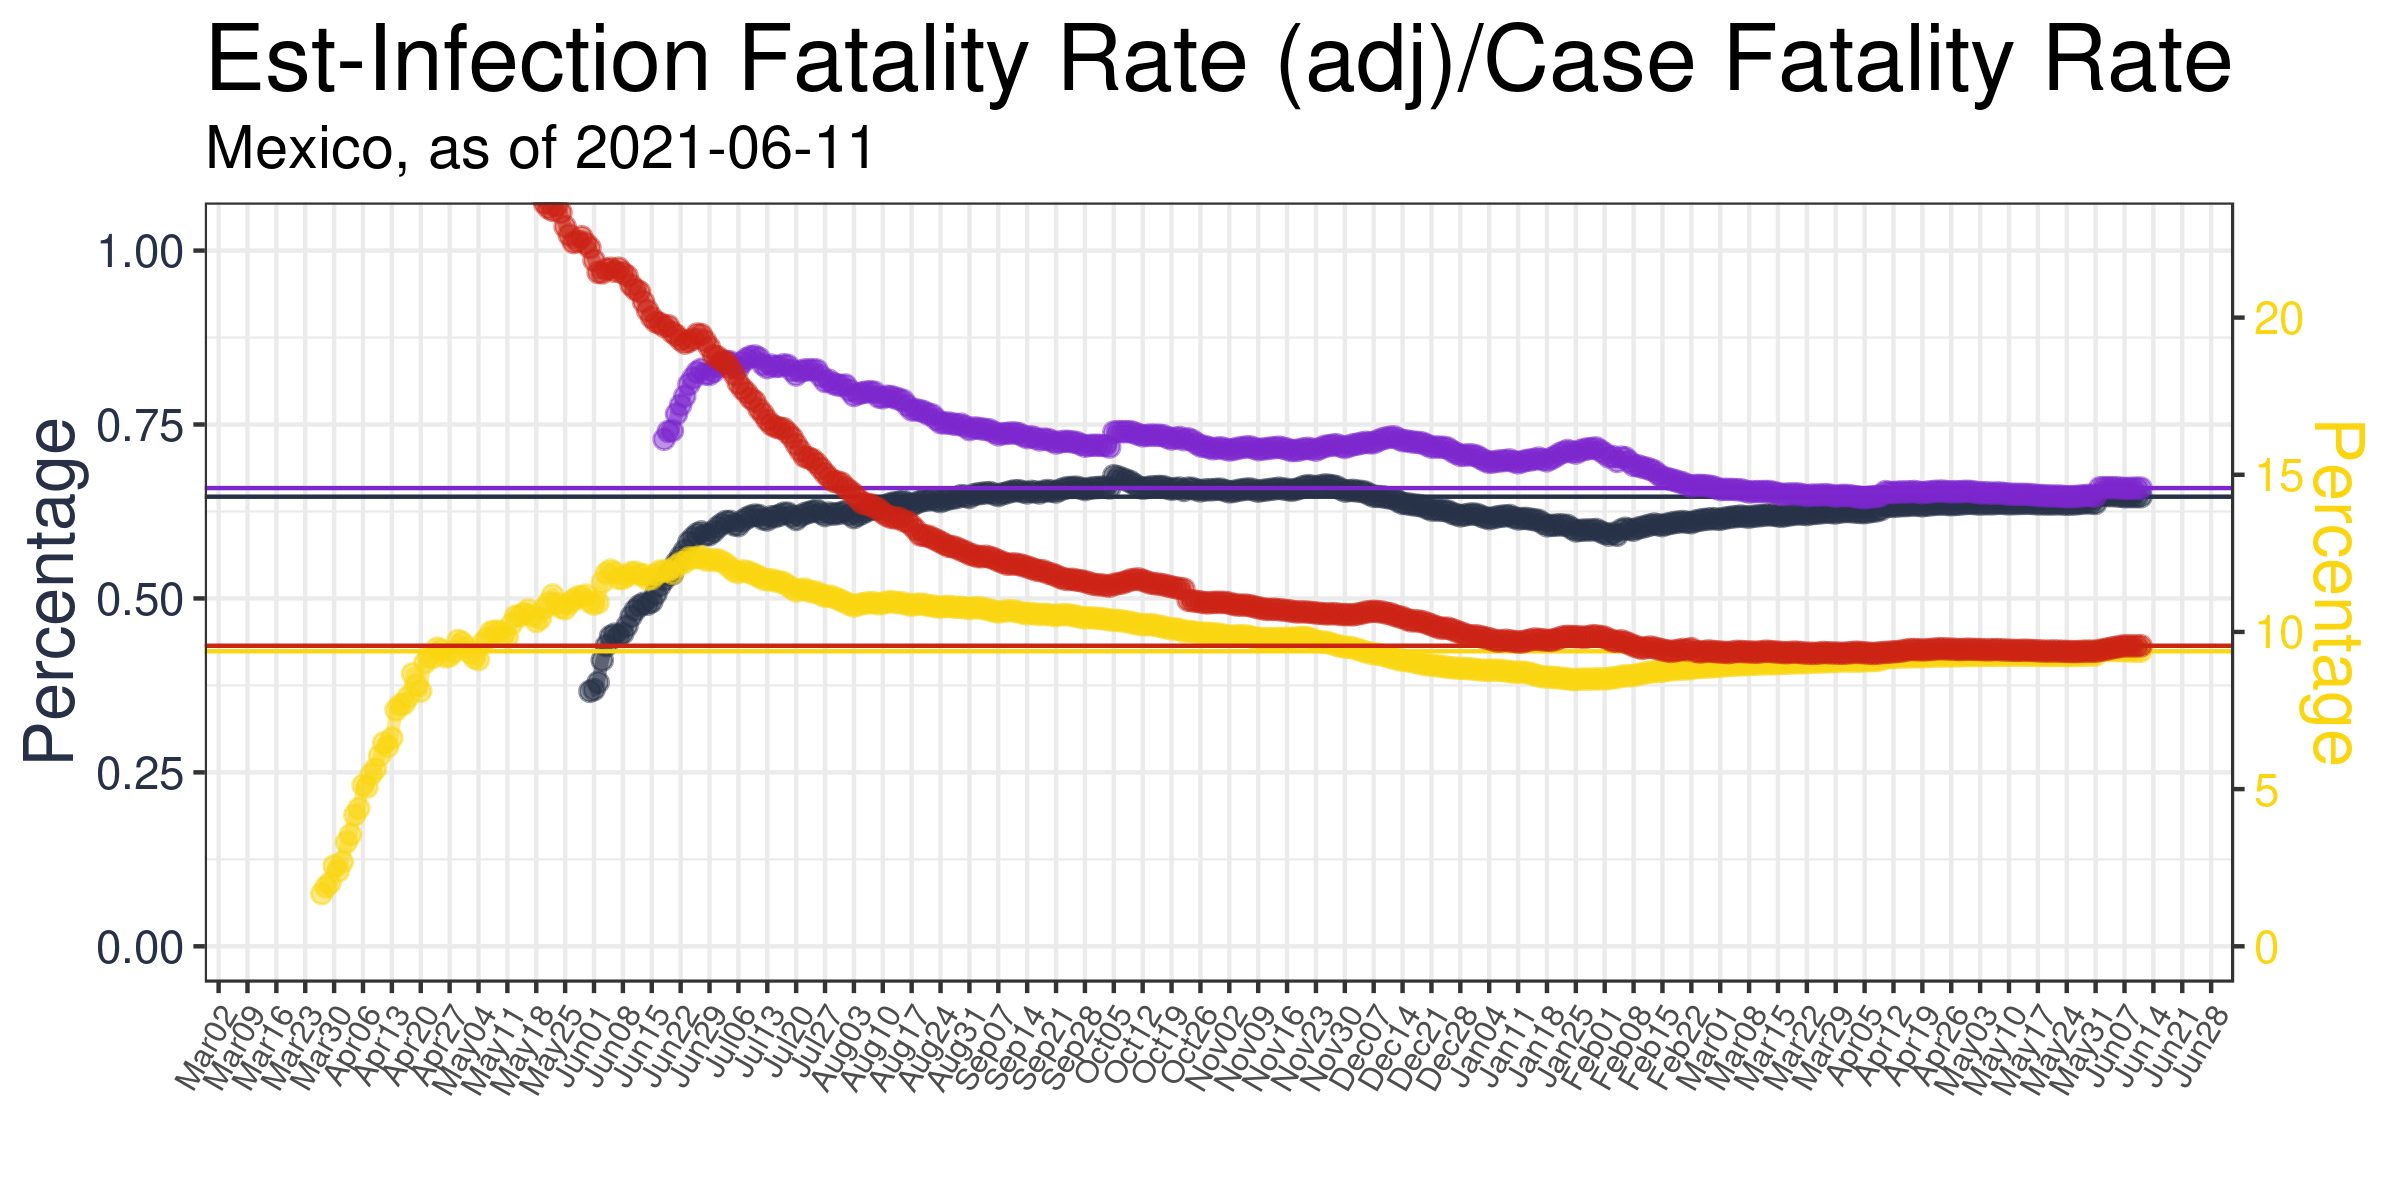 Est-Infection Fatality Rate (adj)/Case Fatality Rate
Mexico, as of 2021-06-11
Percentage
1.00
0.75
0.50
0.25
0.00
20
15
10
5
0
Percentage
Mar02
Mar09
Mar16
Mar23
Mar30
Apr06
Apr13
Apr20
Apr27
May04
May11
May18
May25
Jun01
Jun08
Jun15
Jun22
Jun29
Jul06
Jul13
Jul20
Jul27
Aug03
Aug10
Aug17
Aug24
Aug31
Sep07
Sep14
Sep21
Sep28
Oct05
Oct12
Oct19
Oct26
Nov02
Nov09
Nov16
Nov23
Nov30
Dec07
Dec14
Dec21
Dec28
Jan04
Jan11
Jan18
Jan25
Feb01
Feb08
Feb15
Feb22
Mar01
Mar08
Mar15
Mar22
Mar29
Apr05
Apr12
Apr19
Apr26
May03
May10
May17
May24
May31
Jun07
Jun14
Jun21
Jun28